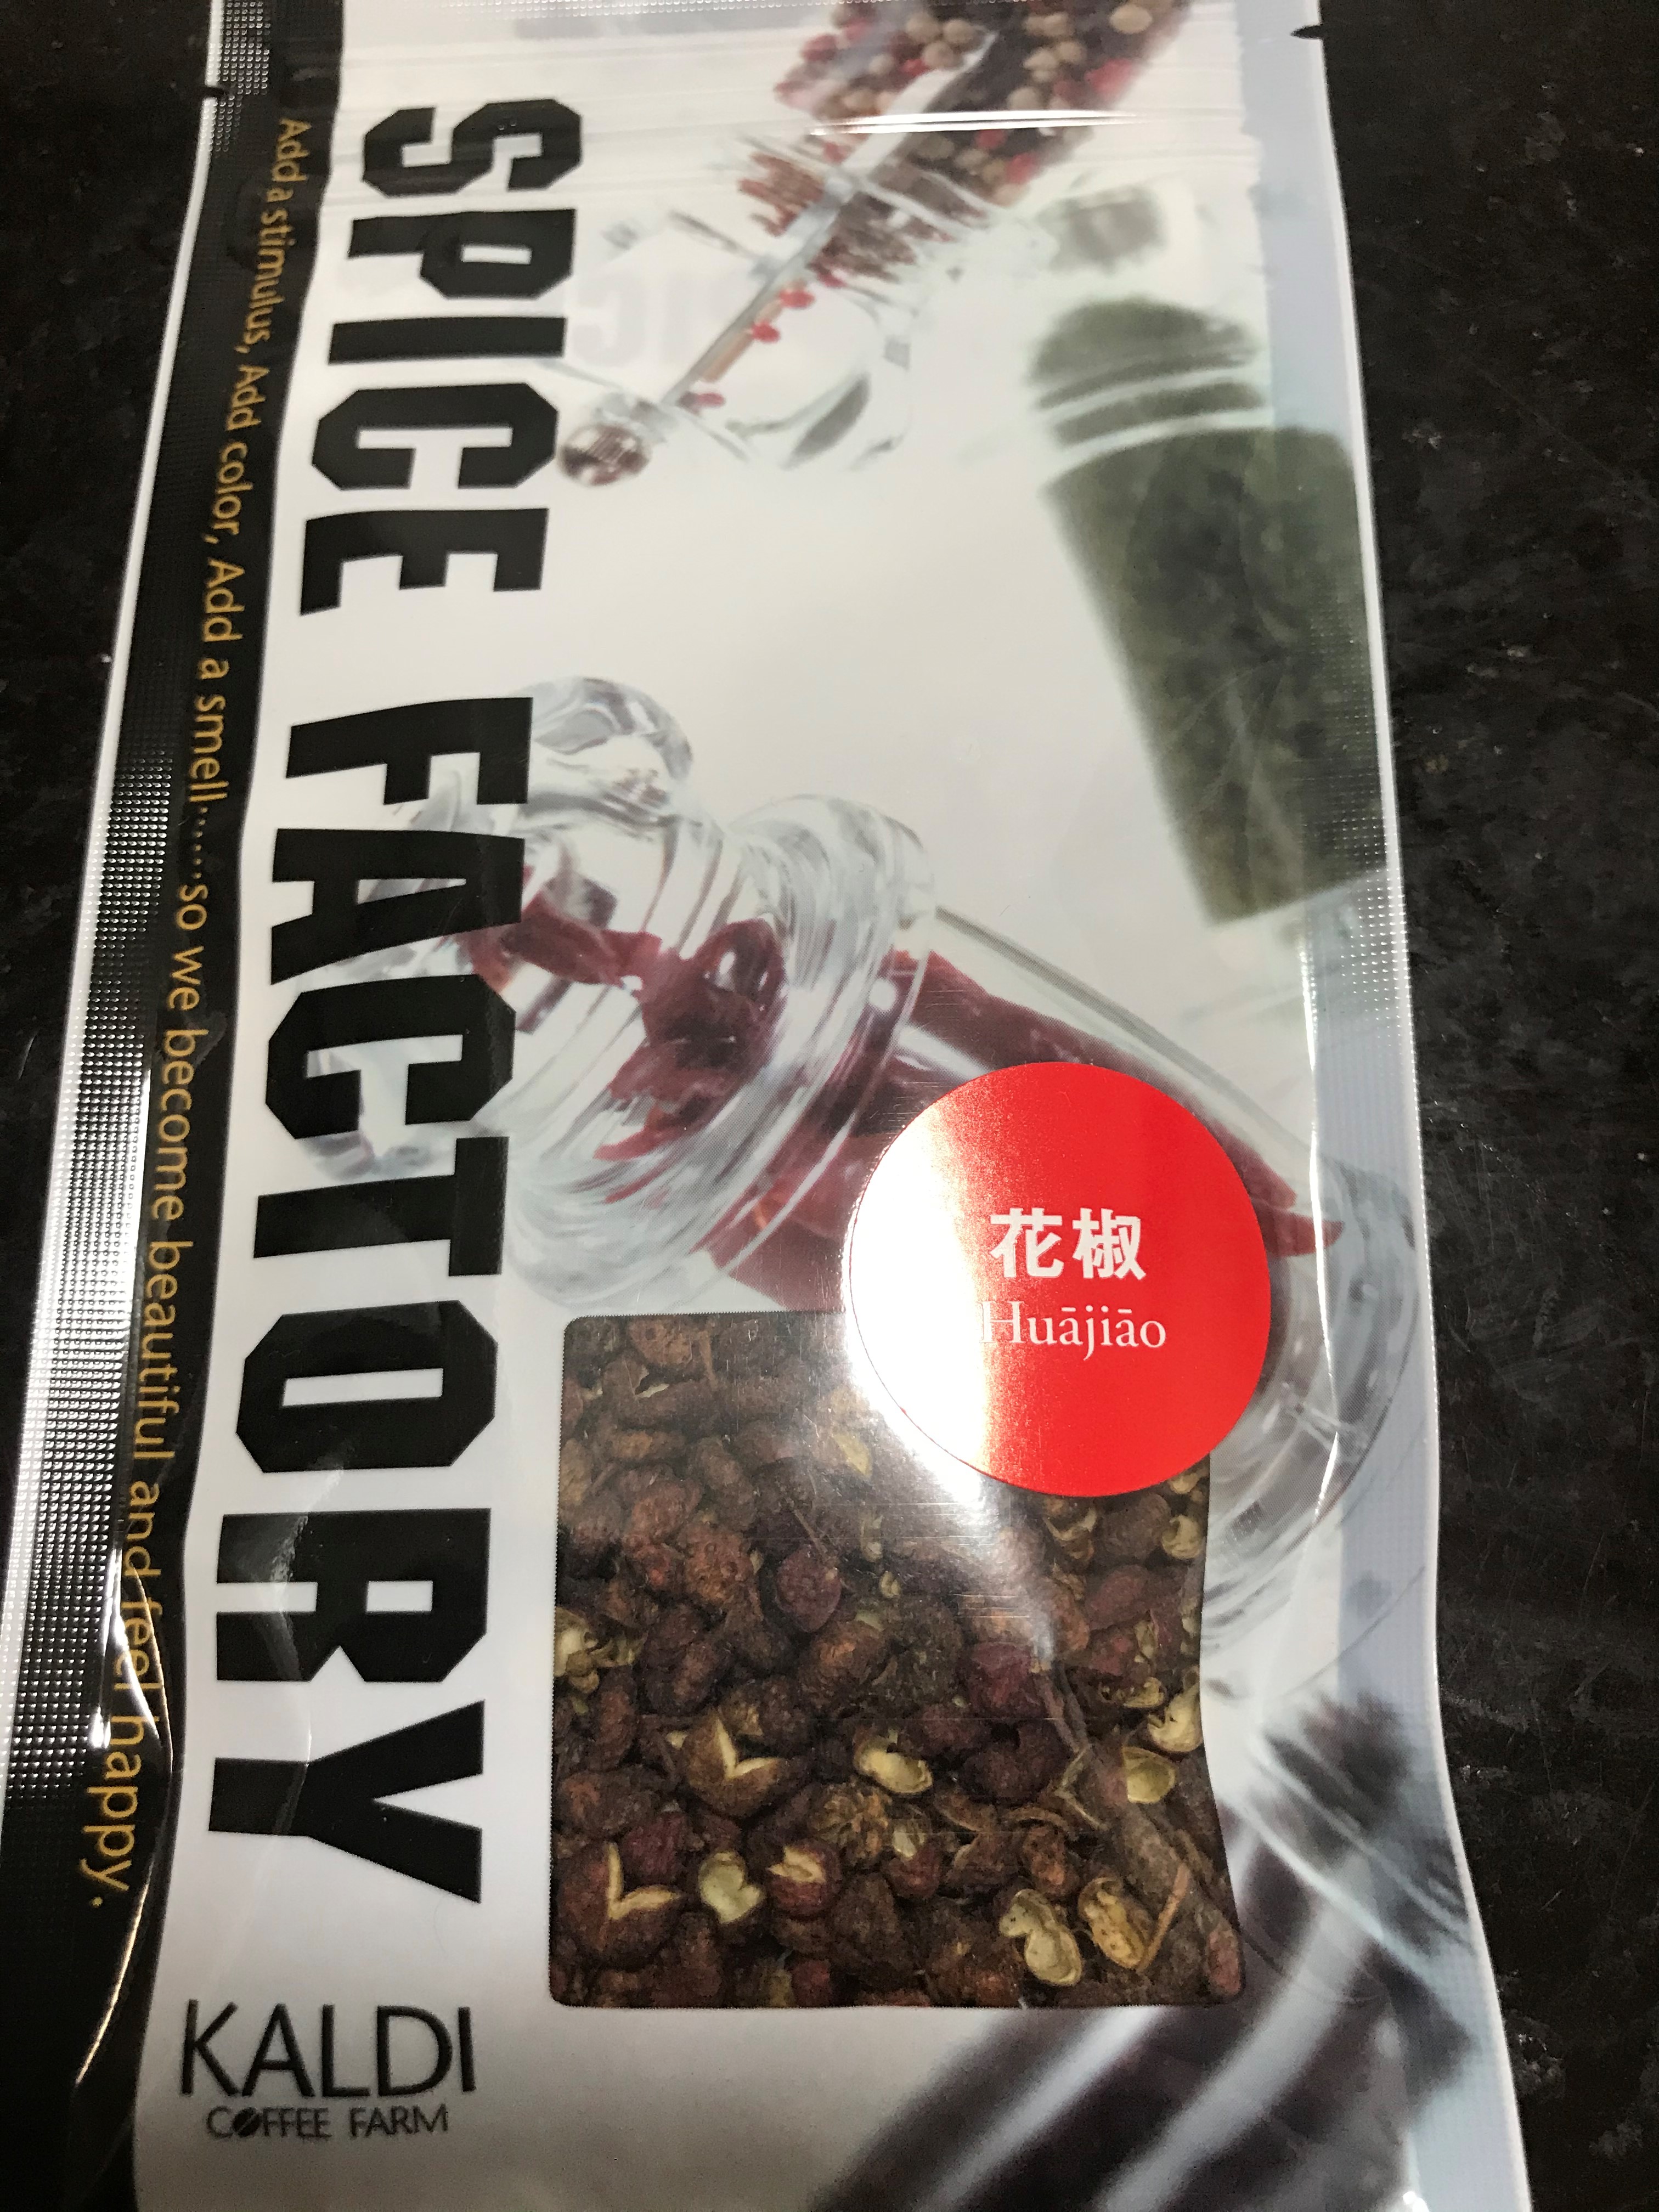 Add a stimulus, Add color, Add a smell······so we become beautiful and feel happy.
SPICE FACTORY
花椒
Huājiāo
KALDI
COFFEE FARM